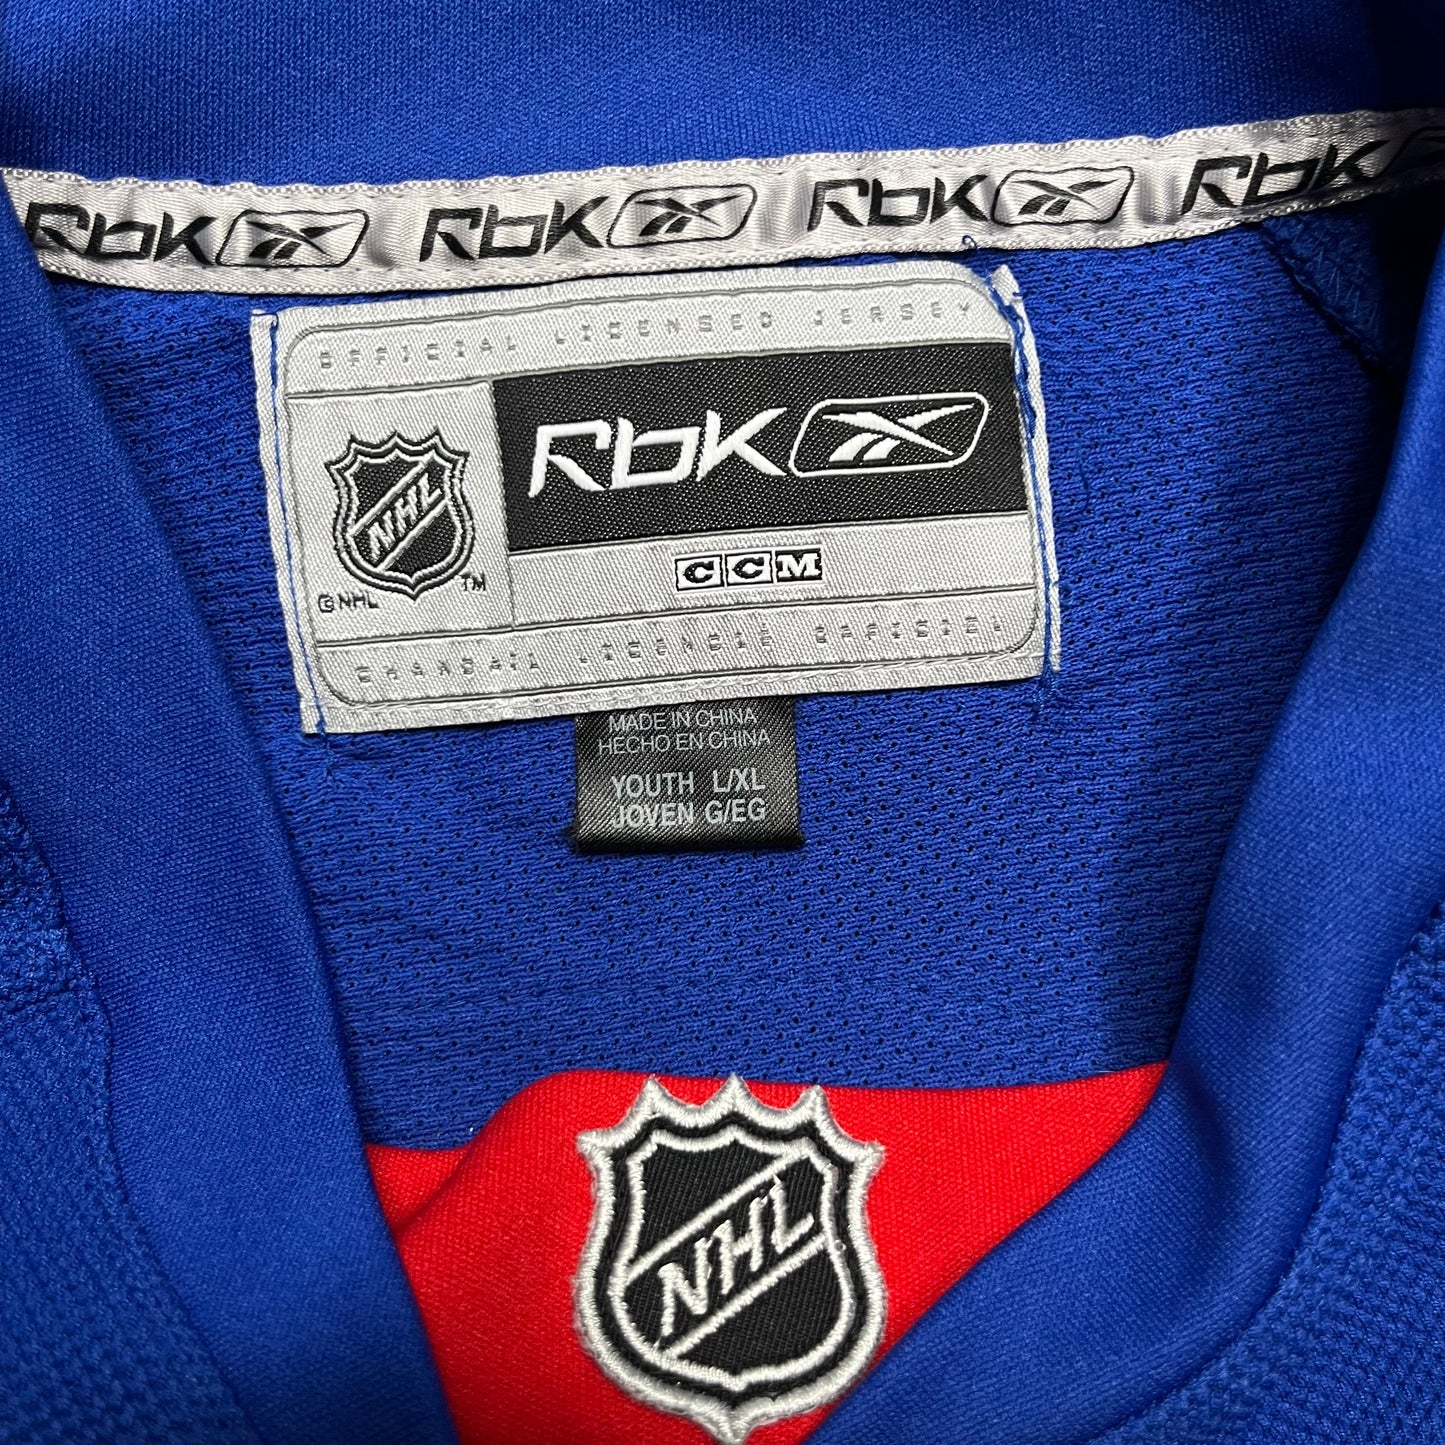 Rbk Rbk Rbk Rbk
OFFICIAL LICENSED JERSEY
Rbk
NHL
CCM
© NHL TM
CHANDAIL LICENCIÉ OFFICIEL
MADE IN CHINA
HECHO EN CHINA
YOUTH L/XL
JOVEN G/EG
NHL